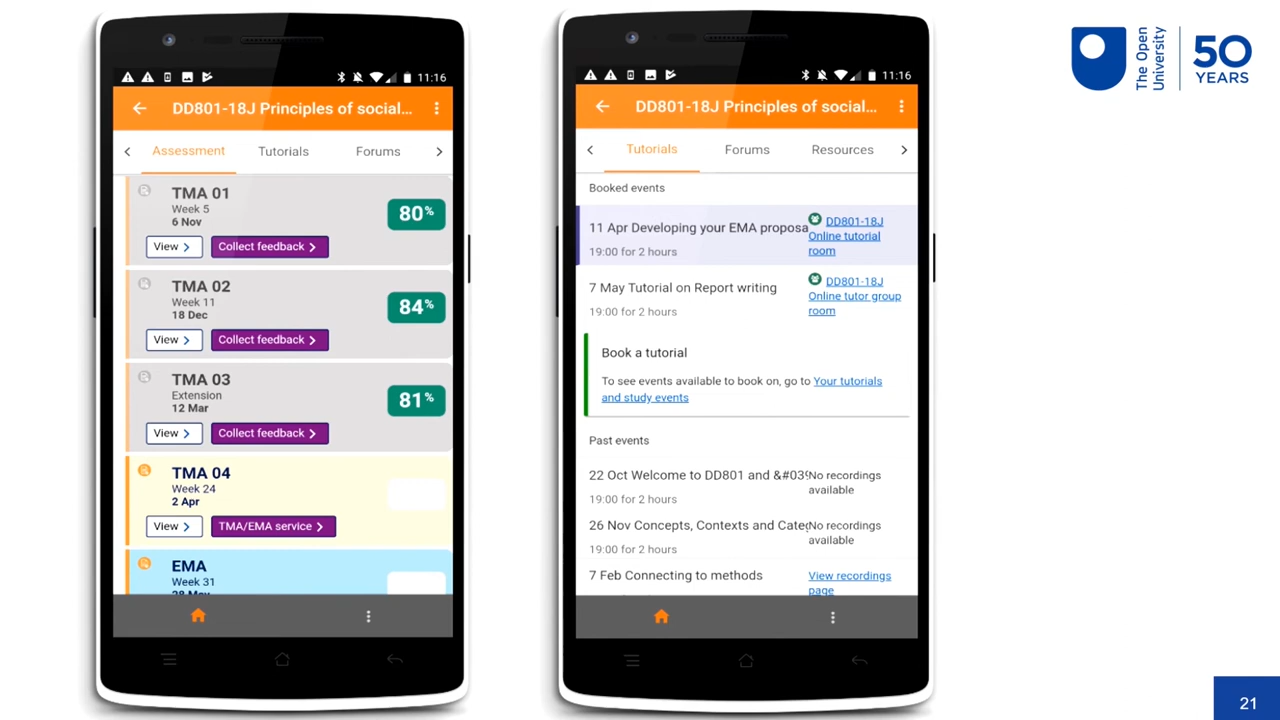 11:16
DD801-18J Principles of social...
Assessment
Tutorials
Forums
TMA 01
Week 5
6 Nov
80%
View
Collect feedback
TMA 02
Week 11
18 Dec
84%
View
Collect feedback
TMA 03
Extension
12 Mar
81%
View
Collect feedback
TMA 04
Week 24
2 Apr
View
TMA/EMA service
EMA
Week 31
28 May
11:16
DD801-18J Principles of social...
Tutorials
Forums
Resources
Booked events
11 Apr Developing your EMA proposa
19:00 for 2 hours
DD801-18J
Online tutorial
room
7 May Tutorial on Report writing
19:00 for 2 hours
DD801-18J
Online tutor group
room
Book a tutorial
To see events available to book on, go to Your tutorials
and study events
Past events
22 Oct Welcome to DD801 and &#039
19:00 for 2 hours
No recordings
available
26 Nov Concepts, Contexts and Cate
19:00 for 2 hours
No recordings
available
7 Feb Connecting to methods
View recordings
page
The Open
University
50
YEARS
21